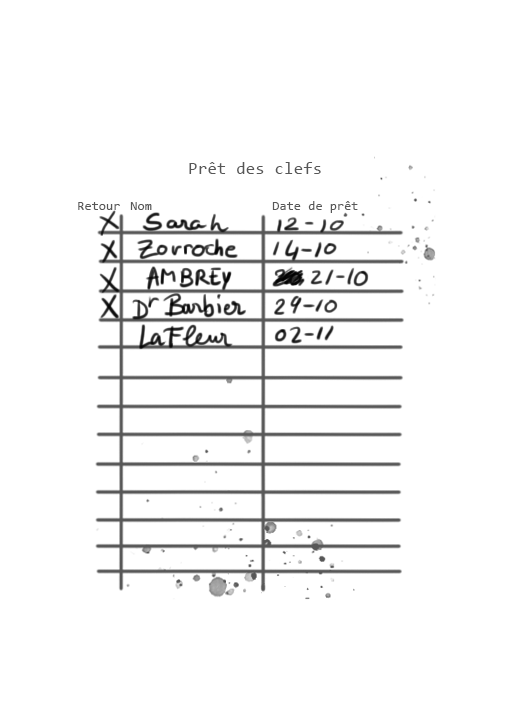 Prêt des clefs
Retour Nom Date de prêt
X Sarah 12-10
X Zorroche 14-10
X AMBREY 21-10
X Dr Barbier 29-10
LaFleur 02-11